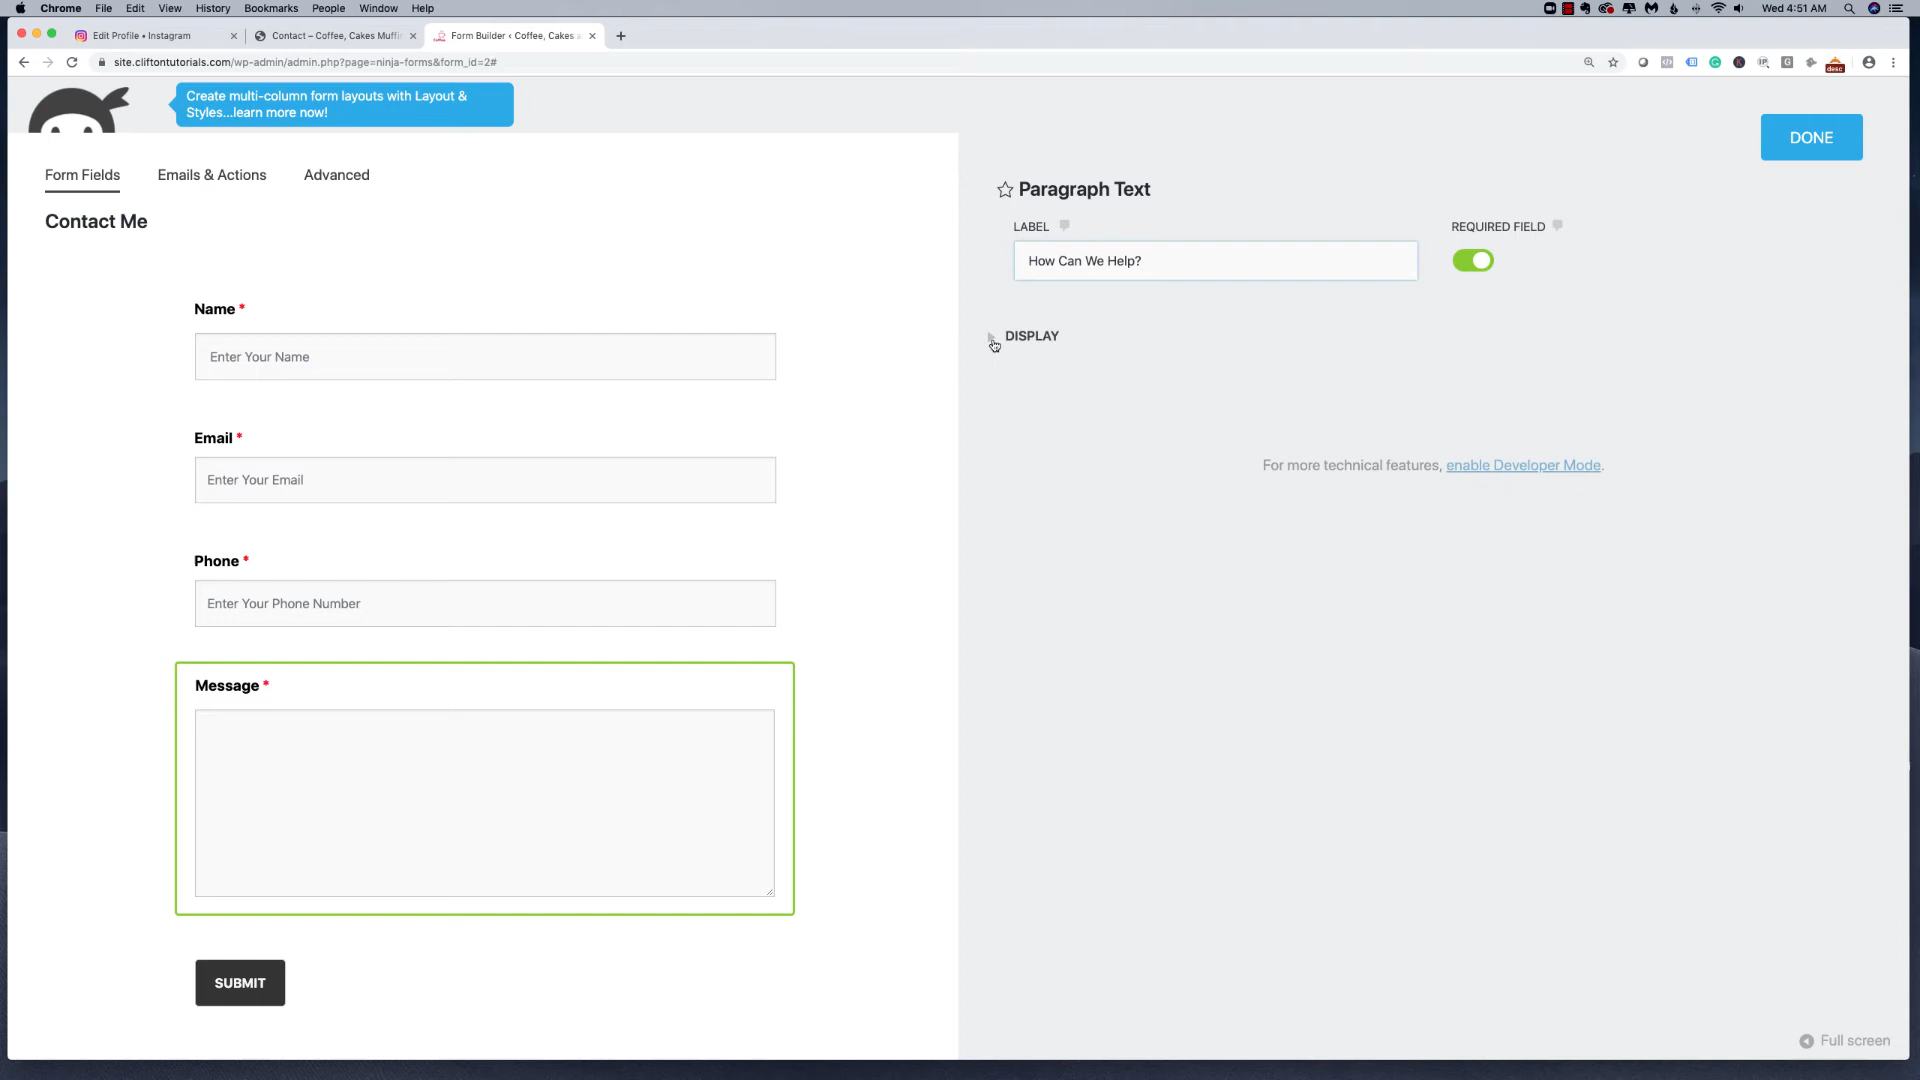 Chrome File Edit View History Bookmarks People Window Help
Wed 4:51 AM
Edit Profile • Instagram
Contact – Coffee, Cakes Muffi
Form Builder ‹ Coffee, Cakes a
site.cliftontutorials.com/wp-admin/admin.php?page=ninja-forms&form_id=2#
desc
Create multi-column form layouts with Layout &
Styles...learn more now!
DONE
Form Fields
Emails & Actions
Advanced
Contact Me
Name *
Enter Your Name
Email *
Enter Your Email
Phone *
Enter Your Phone Number
Message *
SUBMIT
Paragraph Text
LABEL
REQUIRED FIELD
How Can We Help?
DISPLAY
For more technical features, enable Developer Mode.
Full screen